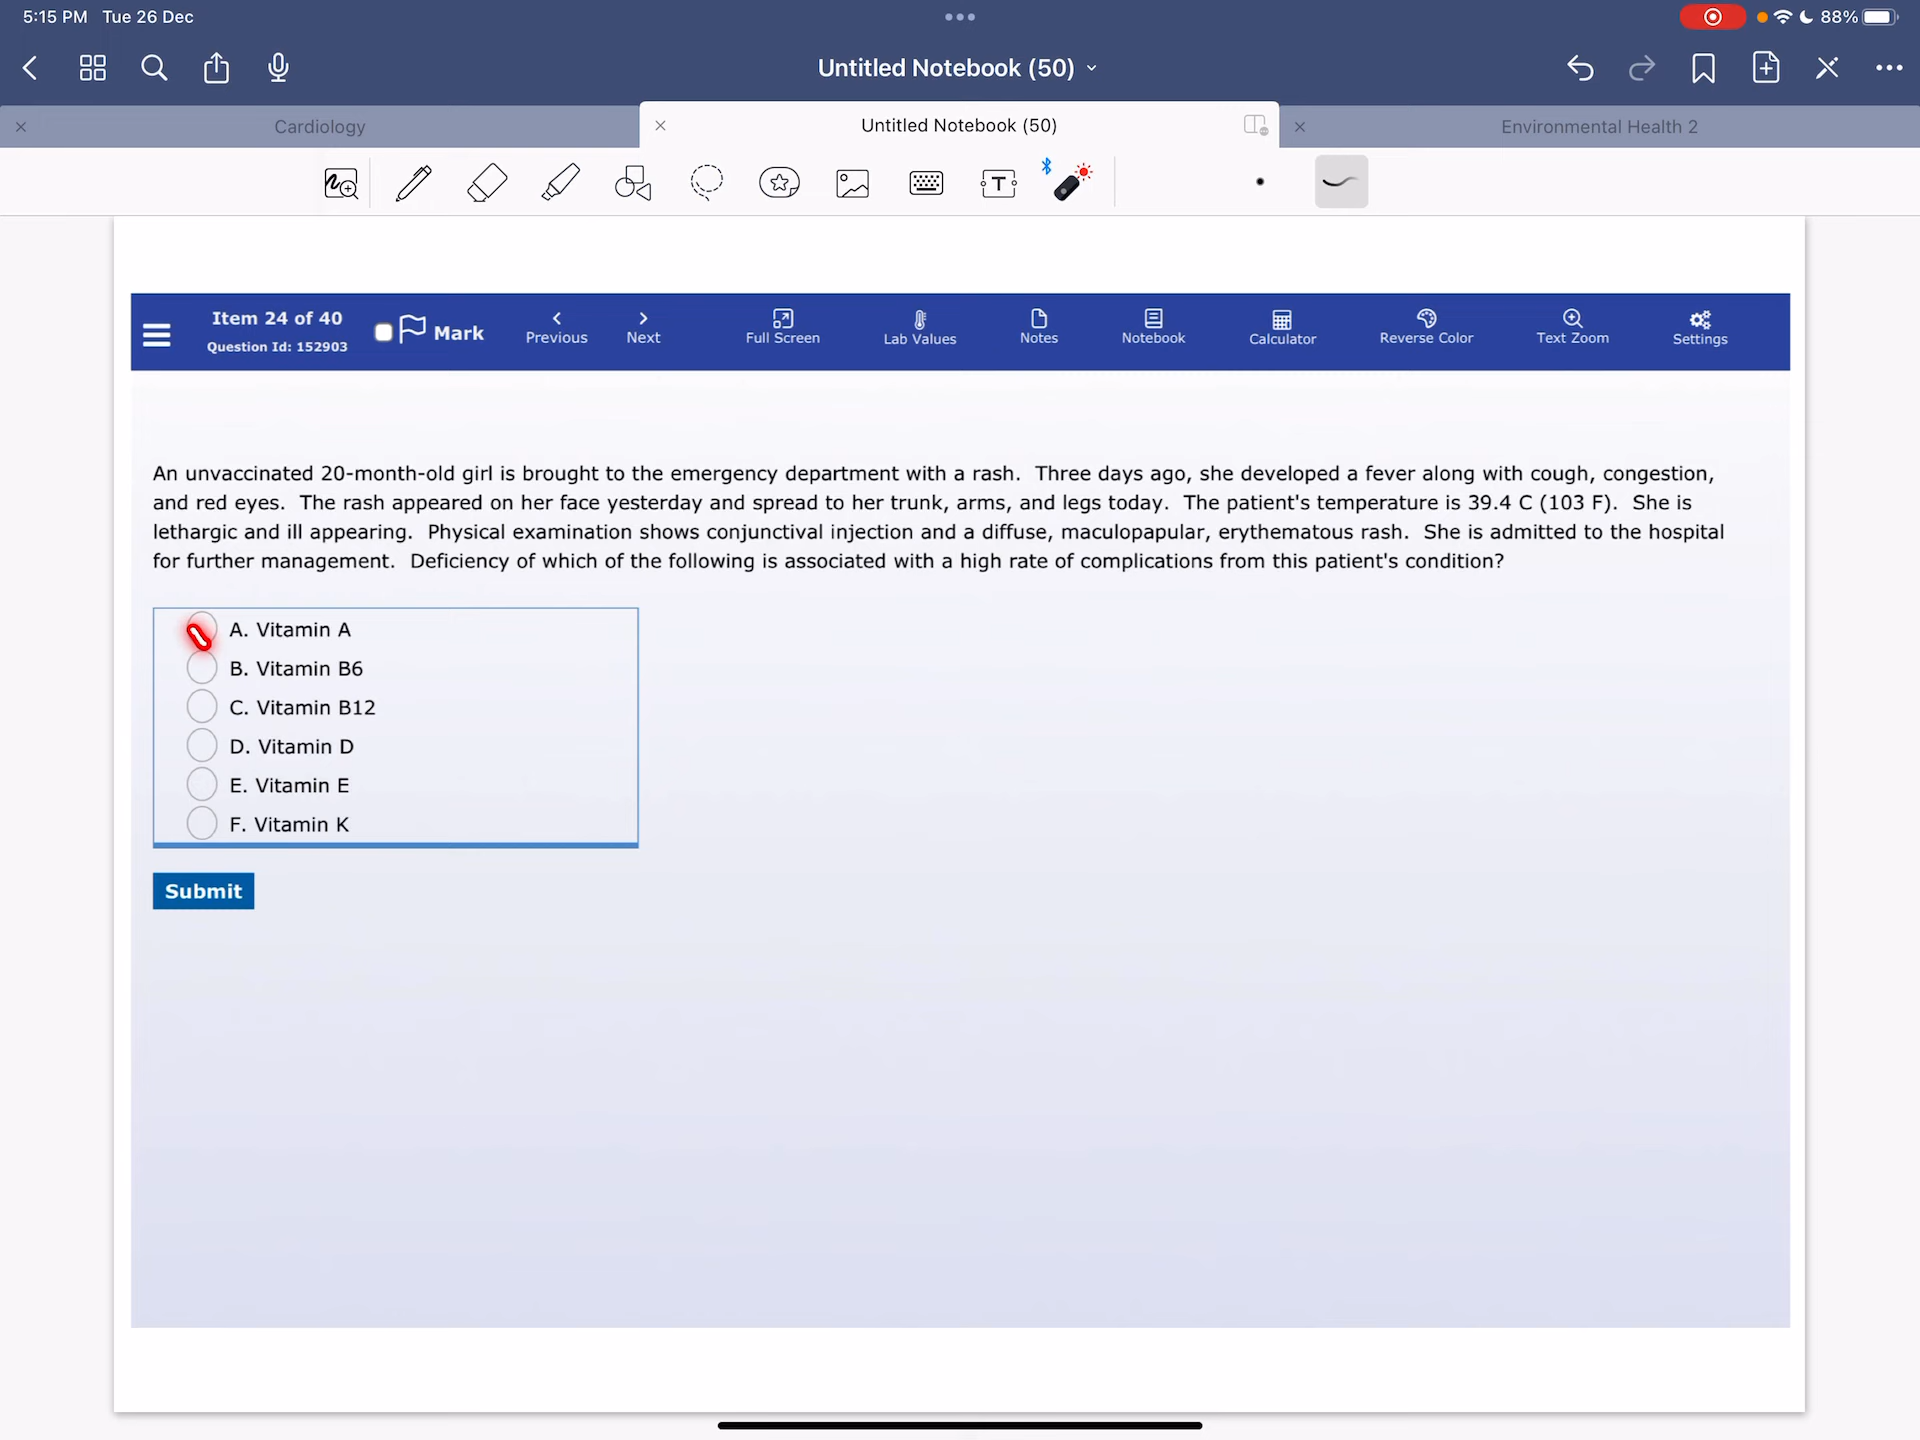 5:15 PM Tue 26 Dec
88%
Untitled Notebook (50)
Cardiology
Untitled Notebook (50)
Environmental Health 2
T
Item 24 of 40
Question Id: 152903
Mark
Previous
Next
Full Screen
Lab Values
Notes
Notebook
Calculator
Reverse Color
Text Zoom
Settings
An unvaccinated 20-month-old girl is brought to the emergency department with a rash. Three days ago, she developed a fever along with cough, congestion,
and red eyes. The rash appeared on her face yesterday and spread to her trunk, arms, and legs today. The patient's temperature is 39.4 C (103 F). She is
lethargic and ill appearing. Physical examination shows conjunctival injection and a diffuse, maculopapular, erythematous rash. She is admitted to the hospital
for further management. Deficiency of which of the following is associated with a high rate of complications from this patient's condition?
A. Vitamin A
B. Vitamin B6
C. Vitamin B12
D. Vitamin D
E. Vitamin E
F. Vitamin K
Submit